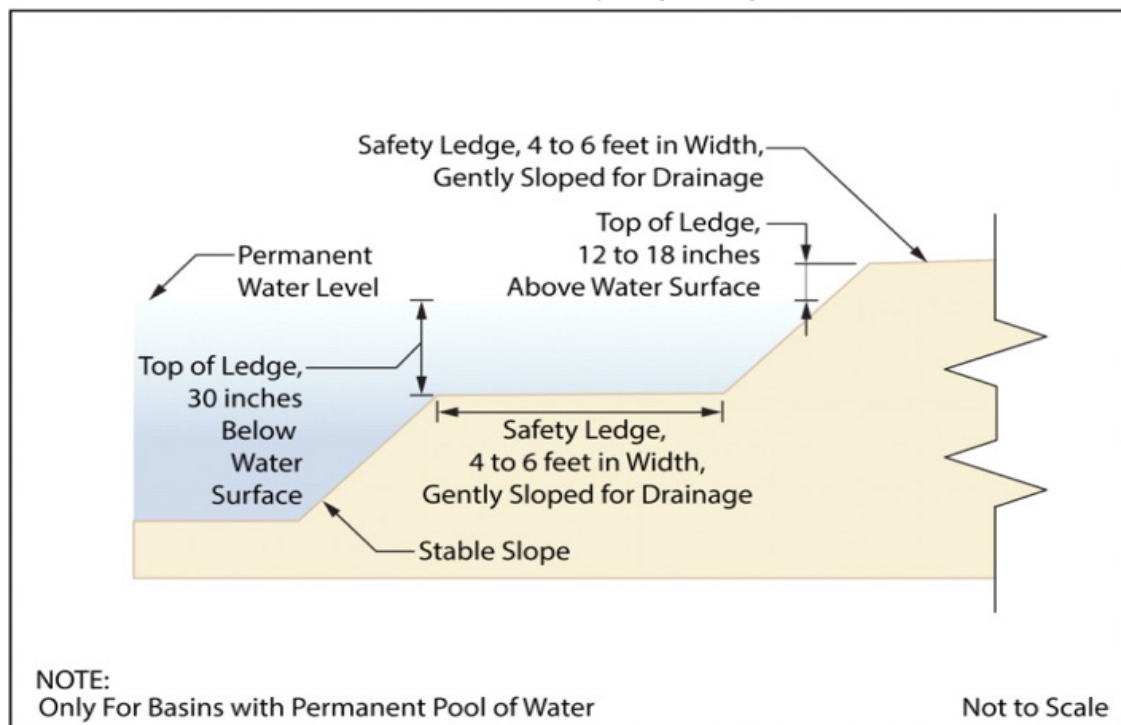 Safety Ledge, 4 to 6 feet in Width,
Gently Sloped for Drainage
Top of Ledge,
12 to 18 inches
Above Water Surface
Permanent
Water Level
Top of Ledge,
30 inches
Below
Water
Surface
Safety Ledge,
4 to 6 feet in Width,
Gently Sloped for Drainage
Stable Slope
NOTE:
Only For Basins with Permanent Pool of Water
Not to Scale